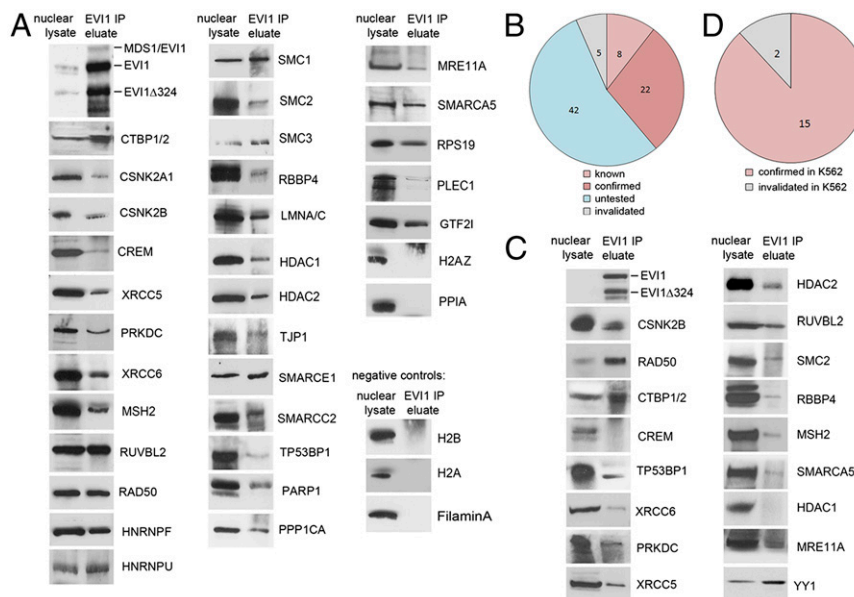 A
nuclear lysate
EVI1 IP eluate
MDS1/EVI1
EVI1
EVI1Δ324
CTBP1/2
CSNK2A1
CSNK2B
CREM
XRCC5
PRKDC
XRCC6
MSH2
RUVBL2
RAD50
HNRNPF
HNRNPU
nuclear lysate
EVI1 IP eluate
SMC1
SMC2
SMC3
RBBP4
LMNA/C
HDAC1
HDAC2
TJP1
SMARCE1
SMARCC2
TP53BP1
PARP1
PPP1CA
nuclear lysate
EVI1 IP eluate
MRE11A
SMARCA5
RPS19
PLEC1
GTF2I
H2AZ
PPIA
negative controls:
nuclear lysate
EVI1 IP eluate
H2B
H2A
FilaminA
B
5
8
22
42
known
confirmed
untested
invalidated
D
2
15
confirmed in K562
invalidated in K562
C
nuclear lysate
EVI1 IP eluate
EVI1
EVI1Δ324
CSNK2B
RAD50
CTBP1/2
CREM
TP53BP1
XRCC6
PRKDC
XRCC5
nuclear lysate
EVI1 IP eluate
HDAC2
RUVBL2
SMC2
RBBP4
MSH2
SMARCA5
HDAC1
MRE11A
YY1